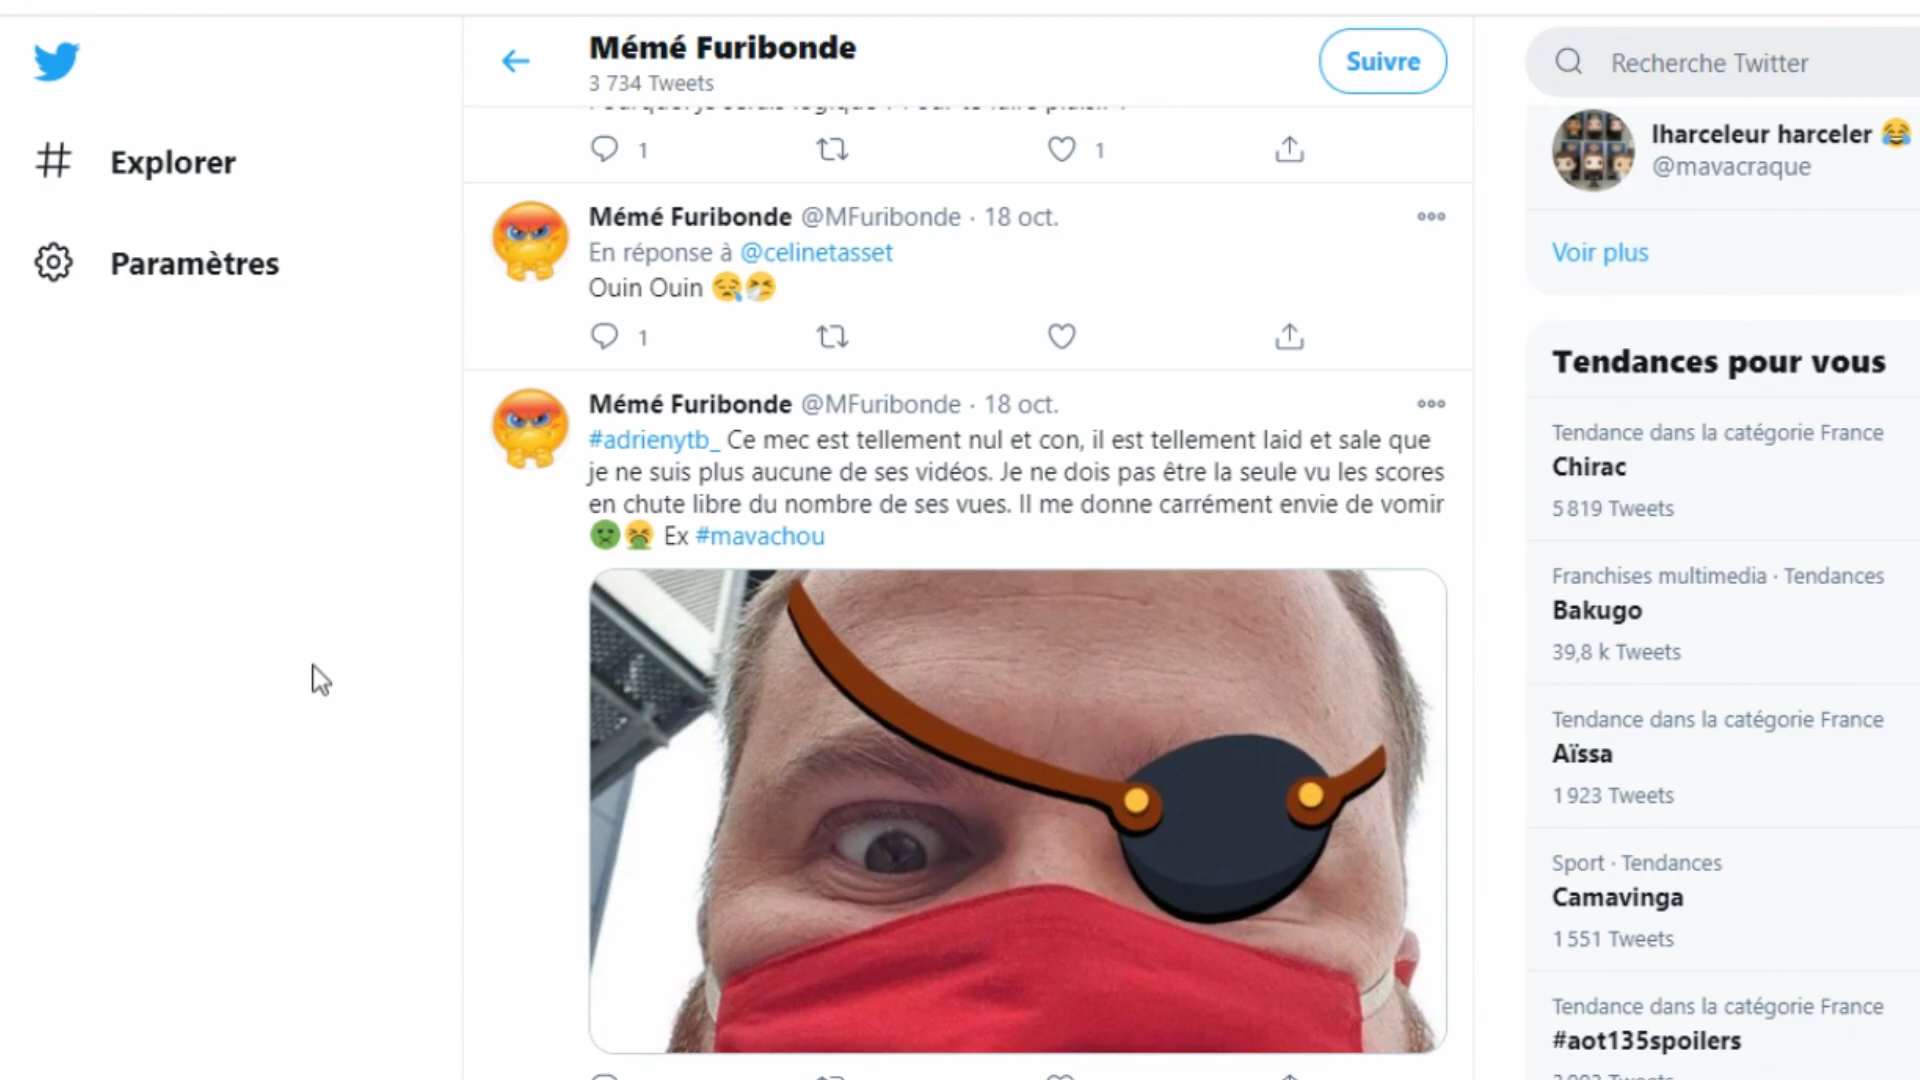 Explorer
Paramètres
Mémé Furibonde
3 734 Tweets
Suivre
1
1
Mémé Furibonde @MFuribonde · 18 oct.
En réponse à @celinetasset
Ouin Ouin 😪🤧
1
Mémé Furibonde @MFuribonde · 18 oct.
#adrienytb_ Ce mec est tellement nul et con, il est tellement laid et sale que
je ne suis plus aucune de ses vidéos. Je ne dois pas être la seule vu les scores
en chute libre du nombre de ses vues. Il me donne carrément envie de vomir
🤢🤮 Ex #mavachou
Recherche Twitter
lharceleur harceler 😂
@mavacraque
Voir plus
Tendances pour vous
Tendance dans la catégorie France
Chirac
5 819 Tweets
Franchises multimedia · Tendances
Bakugo
39,8 k Tweets
Tendance dans la catégorie France
Aïssa
1 923 Tweets
Sport · Tendances
Camavinga
1 551 Tweets
Tendance dans la catégorie France
#aot135spoilers